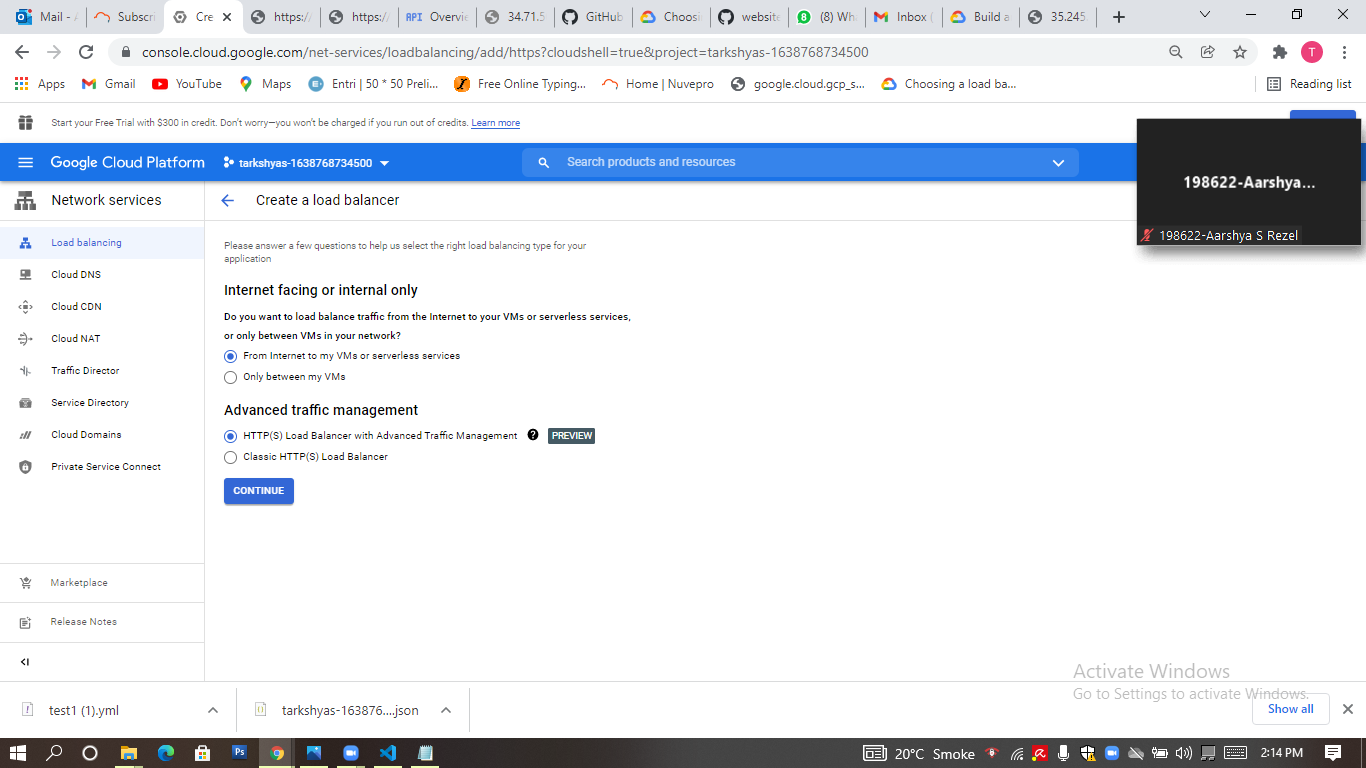 Mail - A
Subscri
Cre
https:/
https:/
API Overvie
34.71.5
GitHub
Choosi
website
8 (8) Wha
Inbox (
Build a
35.245
console.cloud.google.com/net-services/loadbalancing/add/https?cloudshell=true&project=tarkshyas-1638768734500
T
Apps
Gmail
YouTube
Maps
Entri | 50 * 50 Preli...
Free Online Typing...
Home | Nuvepro
google.cloud.gcp_s...
Choosing a load ba...
Reading list
Start your Free Trial with $300 in credit. Don't worry—you won't be charged if you run out of credits. Learn more
Google Cloud Platform
tarkshyas-1638768734500
Search products and resources
198622-Aarshya...
198622-Aarshya S Rezel
Network services
Create a load balancer
Load balancing
Cloud DNS
Cloud CDN
Cloud NAT
Traffic Director
Service Directory
Cloud Domains
Private Service Connect
Marketplace
Release Notes
Please answer a few questions to help us select the right load balancing type for your
application
Internet facing or internal only
Do you want to load balance traffic from the Internet to your VMs or serverless services,
or only between VMs in your network?
From Internet to my VMs or serverless services
Only between my VMs
Advanced traffic management
HTTP(S) Load Balancer with Advanced Traffic Management PREVIEW
Classic HTTP(S) Load Balancer
CONTINUE
Activate Windows
Go to Settings to activate Windows.
test1 (1).yml
tarkshyas-163876....json
Show all
Ps
20°C Smoke
2:14 PM